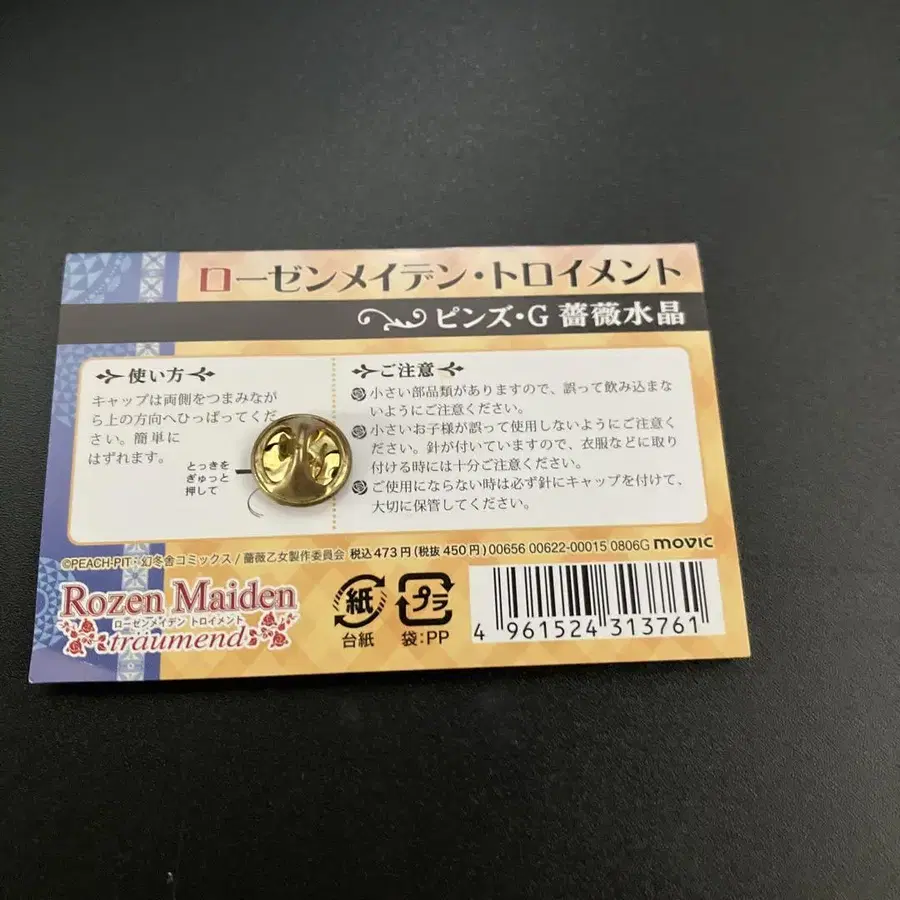 ローゼンメイデン・トロイメント
ピンズ・G 薔薇水晶
使い方
キャップは両側をつまみなが
ら上の方向へひっぱってくだ
さい。簡単に
はずれます。
とっきを
ぎゅっと
押して
ご注意
小さい部品類がありますので、誤って飲み込まな
いようにご注意ください。
小さいお子様が誤って使用しないようにご注意くだ
さい。針が付いていますので、衣服などに取り
付ける時には十分ご注意ください。
ご使用にならない時は必ず針にキャップを付けて、
大切に保管してください。
©PEACH-PIT・幻冬舎コミックス/薔薇乙女製作委員会 税込473円(税抜450円)00656 00622-00015 0806G movic
Rozen Maiden
ローゼンメイデン トロイメント
träumend
紙
台紙
プラ
袋:PP
4 961524 313761